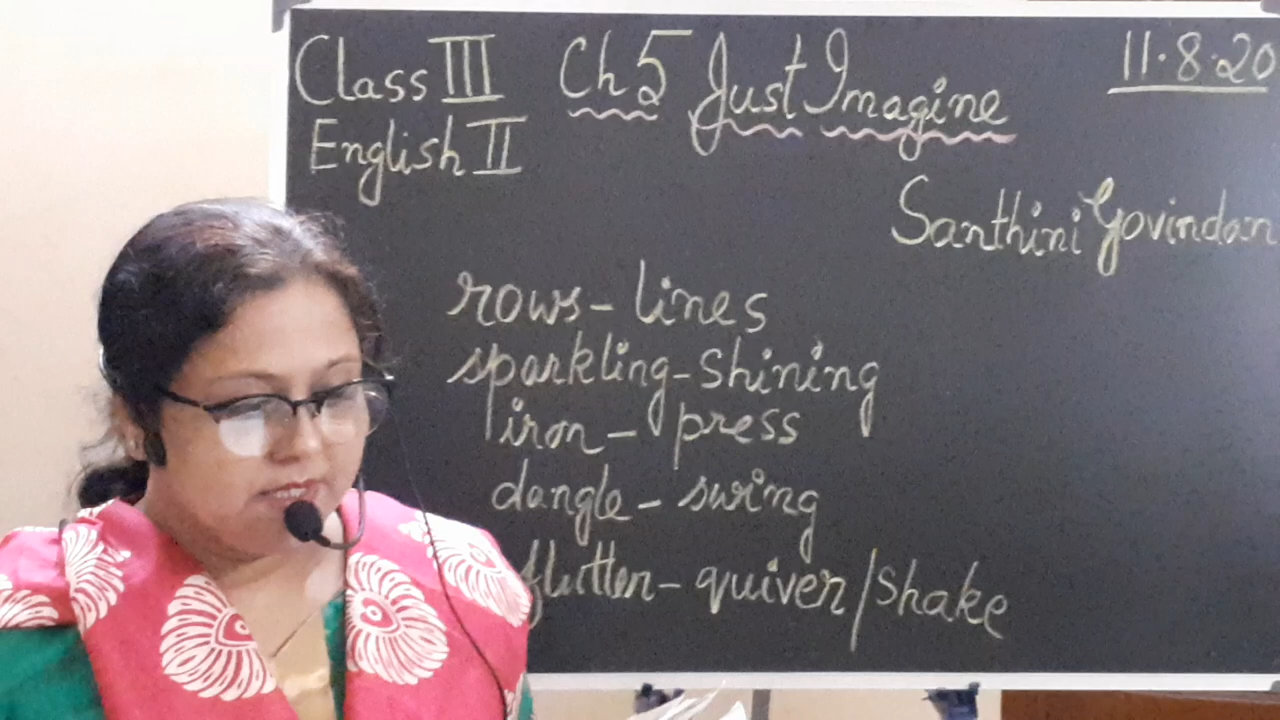 Class III Ch 5 Just Imagine 11.8.20
English II
Santhini Govindan
rows - lines
sparkling - shining
iron - press
dangle - swing
flutter - quiver / shake